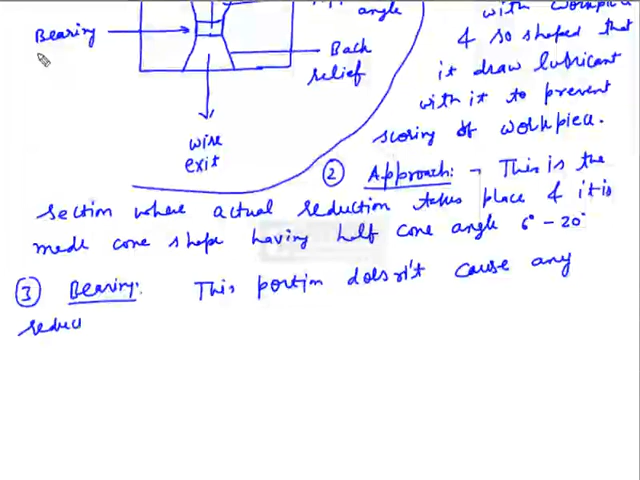 angle
Bearing
Back
relief
wire
exit
with workpiece
& so shaped that
it draw lubricant
with it to prevent
scoring of workpiece.
② Approach: - This is the
section where actual reduction takes place & it is
made cone shape having half cone angle 6° - 20°
③ Bearing: This portion doesn't cause any
reduc